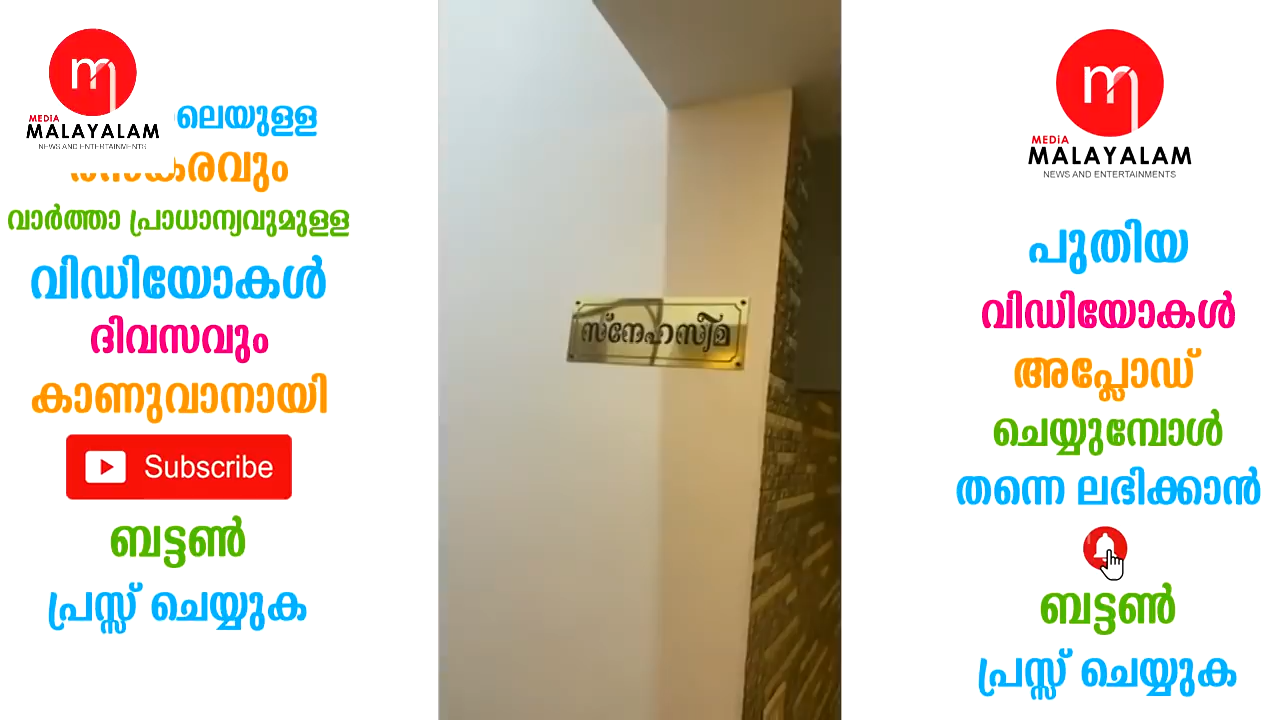 MEDiA
MALAYALAM
NEWS AND ENTERTAINMENTS
വാർത്താ പ്രാധാന്യവുമുള്ള
വിഡിയോകൾ
ദിവസവും
കാണുവാനായി
Subscribe
ബട്ടൺ
പ്രസ്സ് ചെയ്യുക
സ്നേഹസീമ
MEDiA
MALAYALAM
NEWS AND ENTERTAINMENTS
പുതിയ
വിഡിയോകൾ
അപ്ലോഡ്
ചെയ്യുമ്പോൾ
തന്നെ ലഭിക്കാൻ
ബട്ടൺ
പ്രസ്സ് ചെയ്യുക